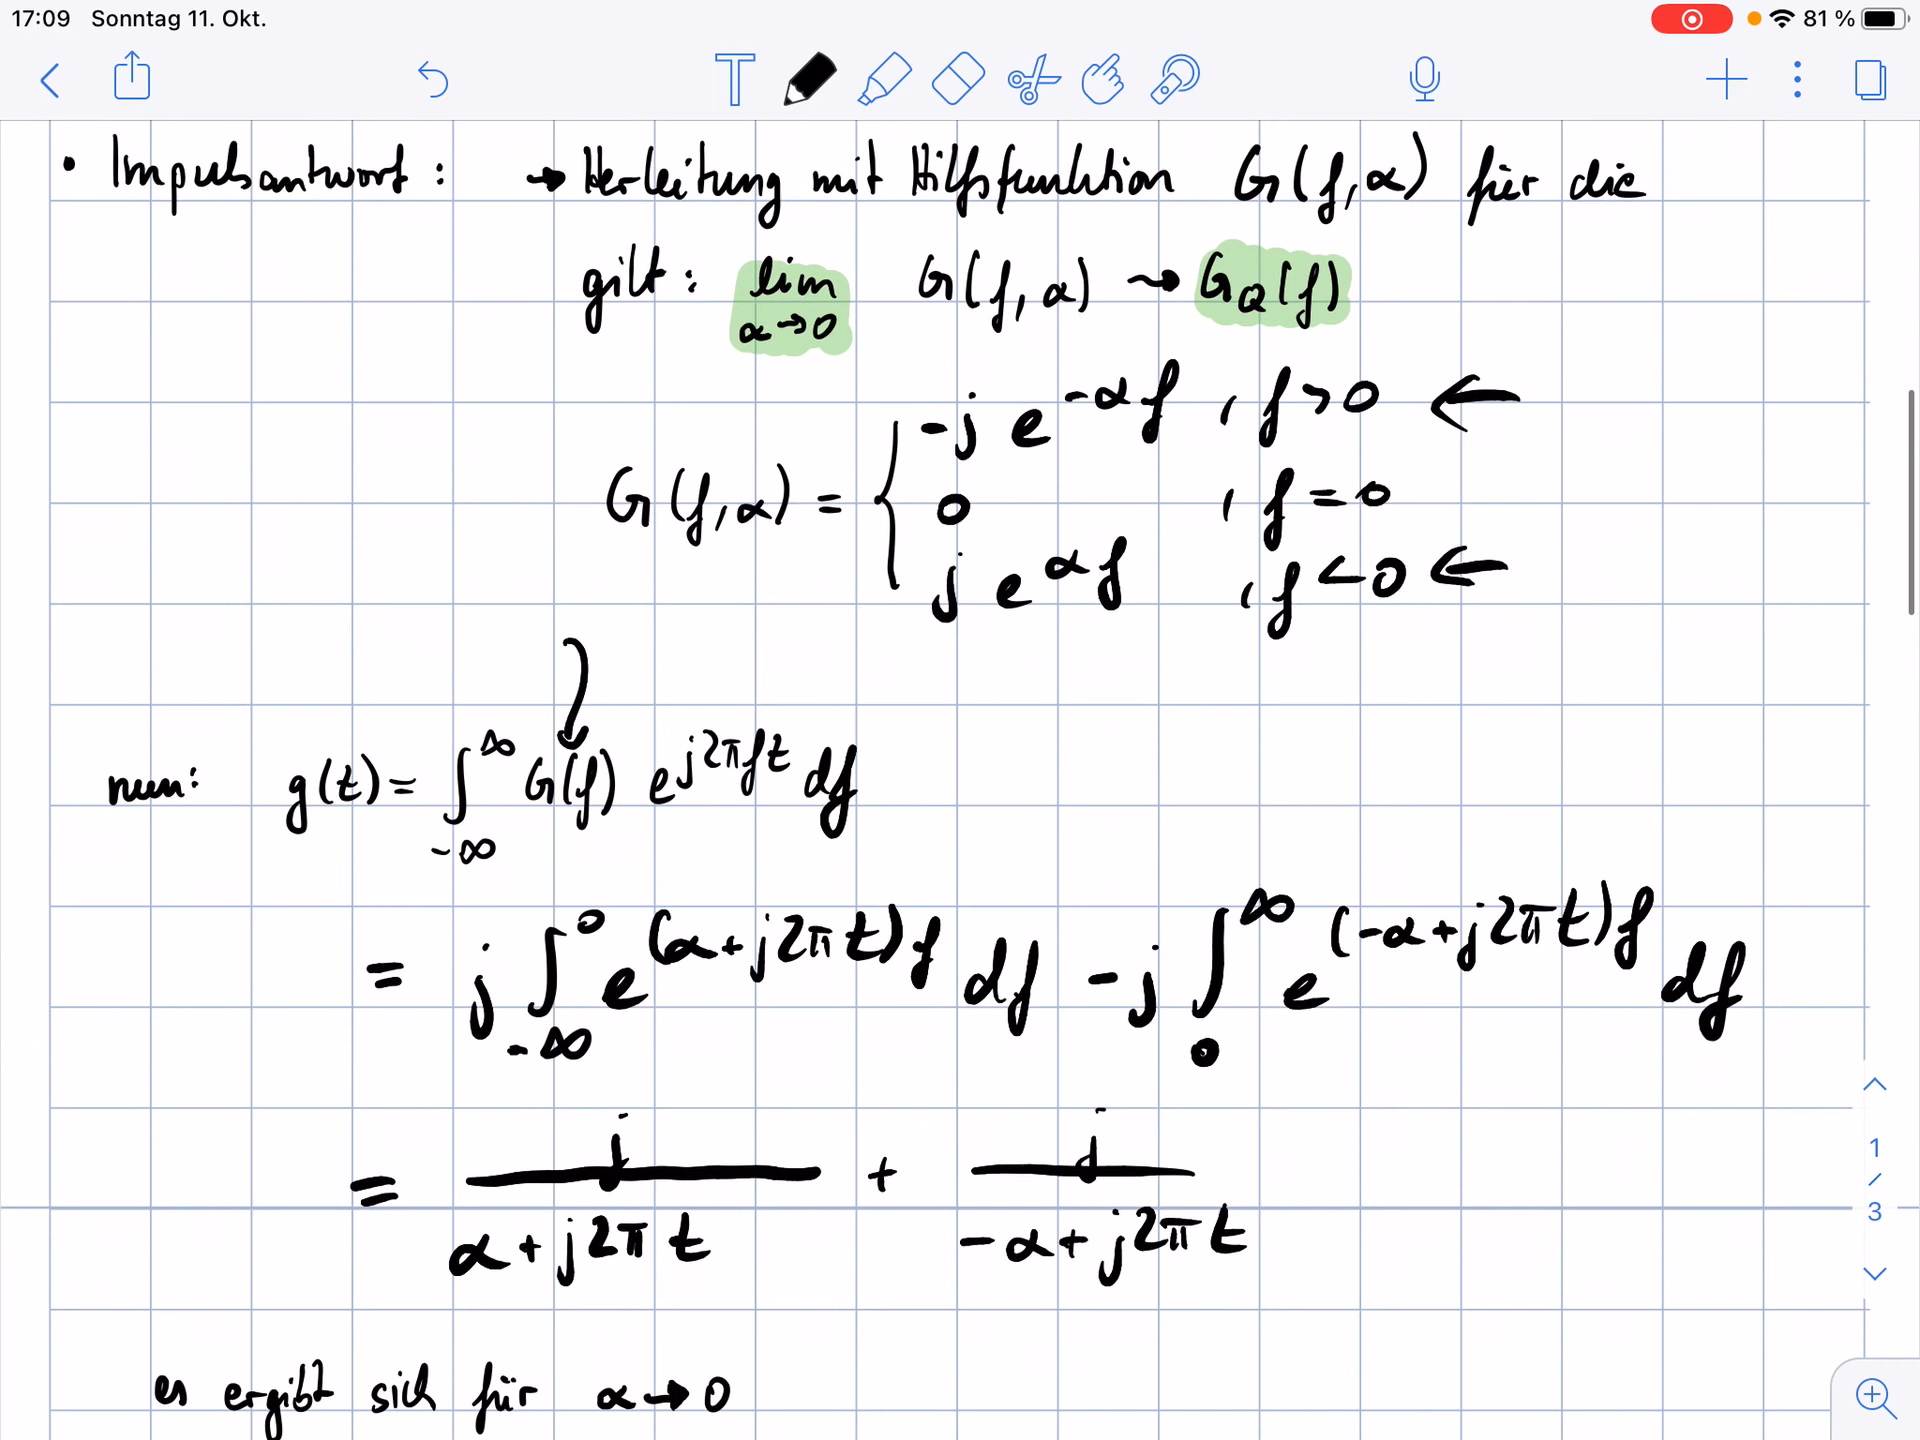 17:09 Sonntag 11. Okt. 81 %
• Impulsantwort: → Herleitung mit Hilfsfunktion G(f,α) für die
gilt: lim α→0 G(f,α) → G_Q(f)
G(f,α) = { -j e^{-αf} , f>0 ←
0 , f=0
j e^{αf} , f<0 ←
nun: g(t) = ∫_{-∞}^{∞} G(f) e^{j2πft} df
= j ∫_{-∞}^{0} e^{(α+j2πt)f} df - j ∫_{0}^{∞} e^{(-α+j2πt)f} df
= j/(α+j2πt) + j/(-α+j2πt)
1 / 3
es ergibt sich für α→0